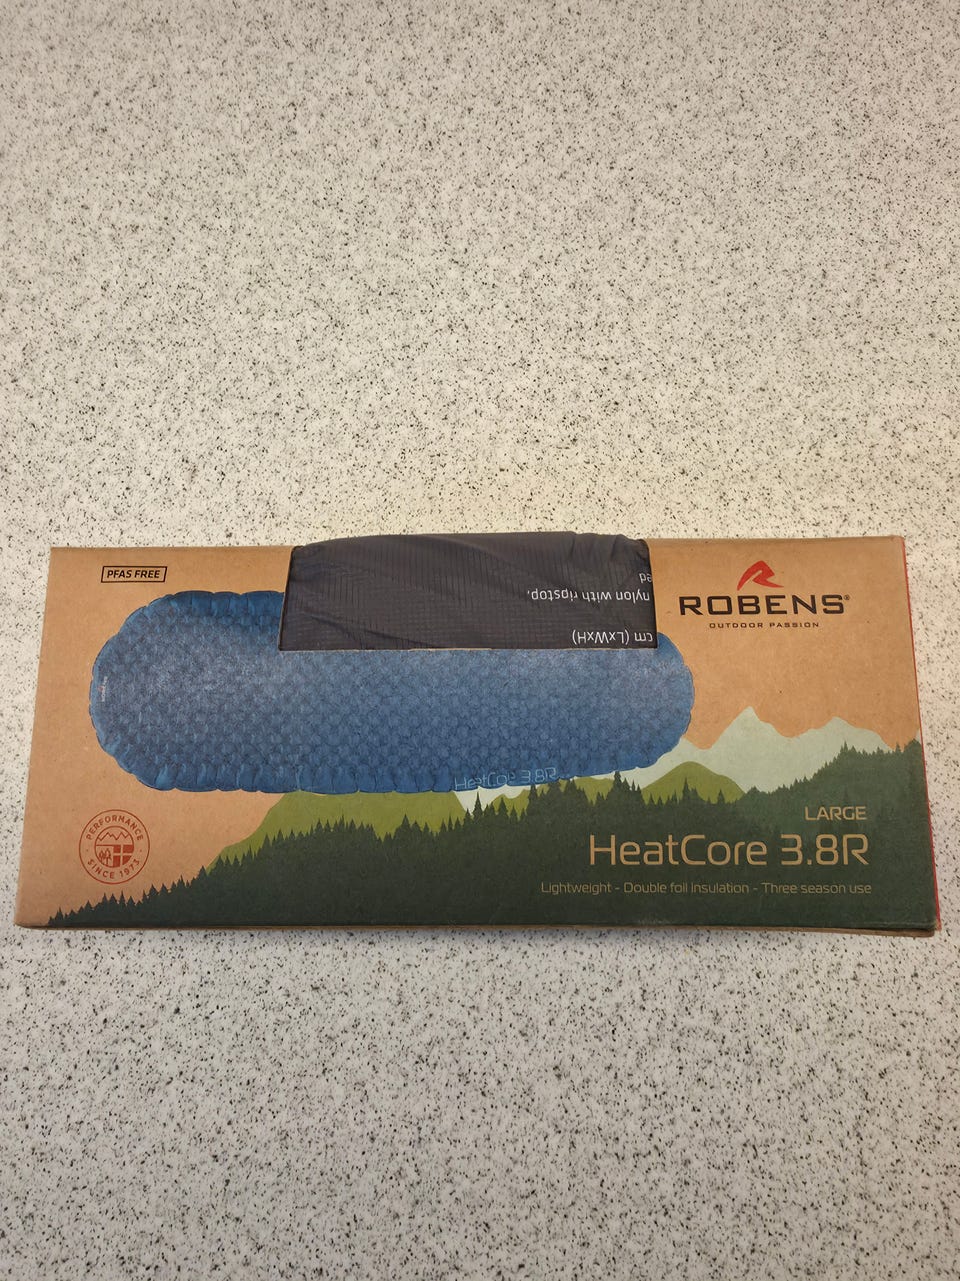 PFAS FREE
ed
nylon with ripstop,
cm (LxWxH)
ROBENS®
OUTDOOR PASSION
HeatCore 3.8R
PERFORMANCE
SINCE 1973
LARGE
HeatCore 3.8R
Lightweight - Double foil insulation - Three season use